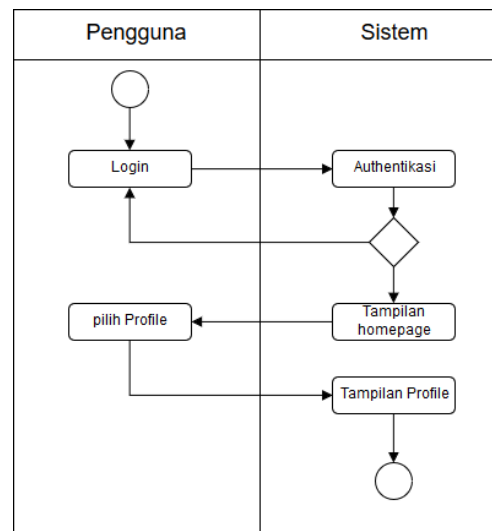 Pengguna
Sistem
Login
Authentikasi
Tampilan
homepage
pilih Profile
Tampilan Profile